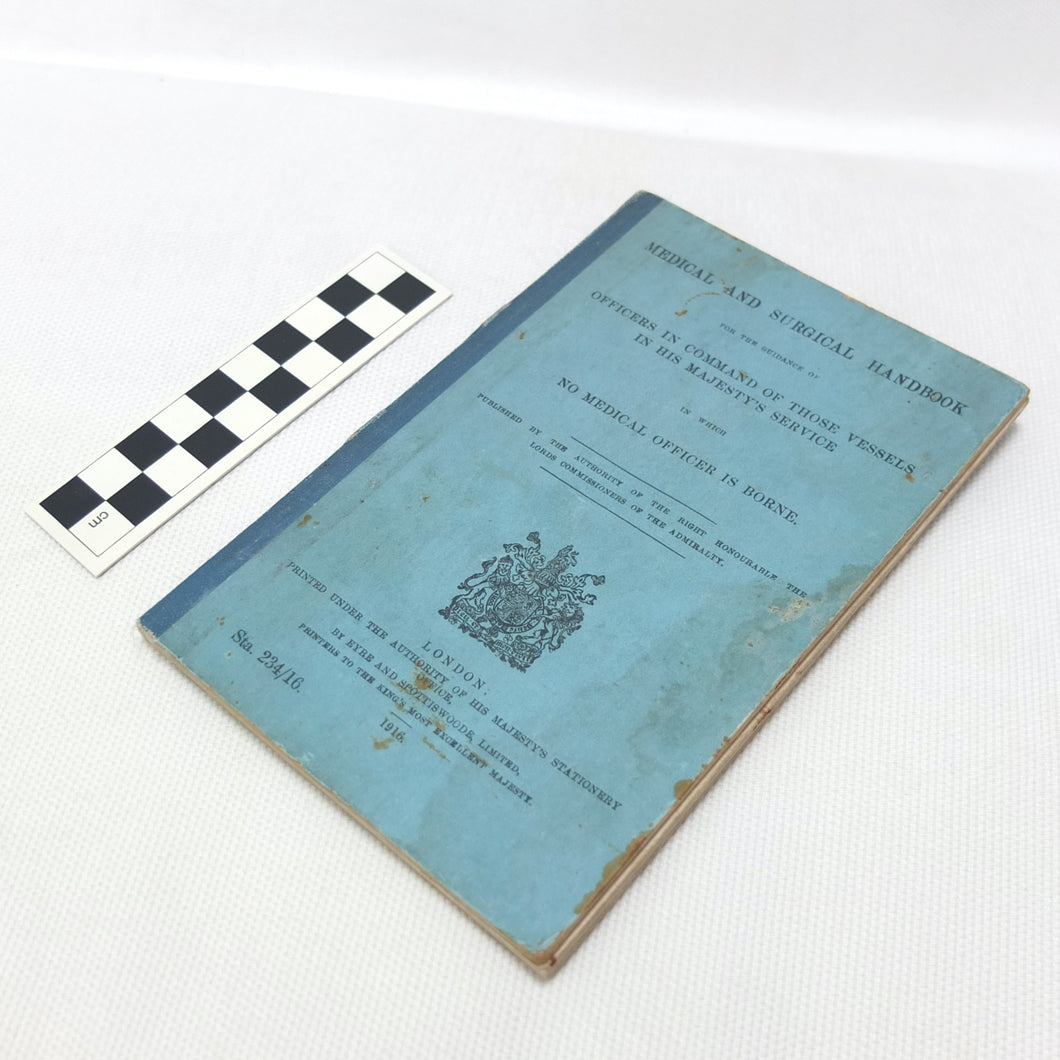 MEDICAL AND SURGICAL HANDBOOK
FOR THE GUIDANCE OF
OFFICERS IN COMMAND OF THOSE VESSELS
IN HIS MAJESTY'S SERVICE
IN WHICH
NO MEDICAL OFFICER IS BORNE.
PUBLISHED BY THE AUTHORITY OF THE RIGHT HONOURABLE THE
LORDS COMMISSIONERS OF THE ADMIRALTY.
LONDON:
PRINTED UNDER THE AUTHORITY OF HIS MAJESTY'S STATIONERY
OFFICE,
BY EYRE AND SPOTTISWOODE, LIMITED,
PRINTERS TO THE KING'S MOST EXCELLENT MAJESTY.
1916.
Sta. 234/16.
cm